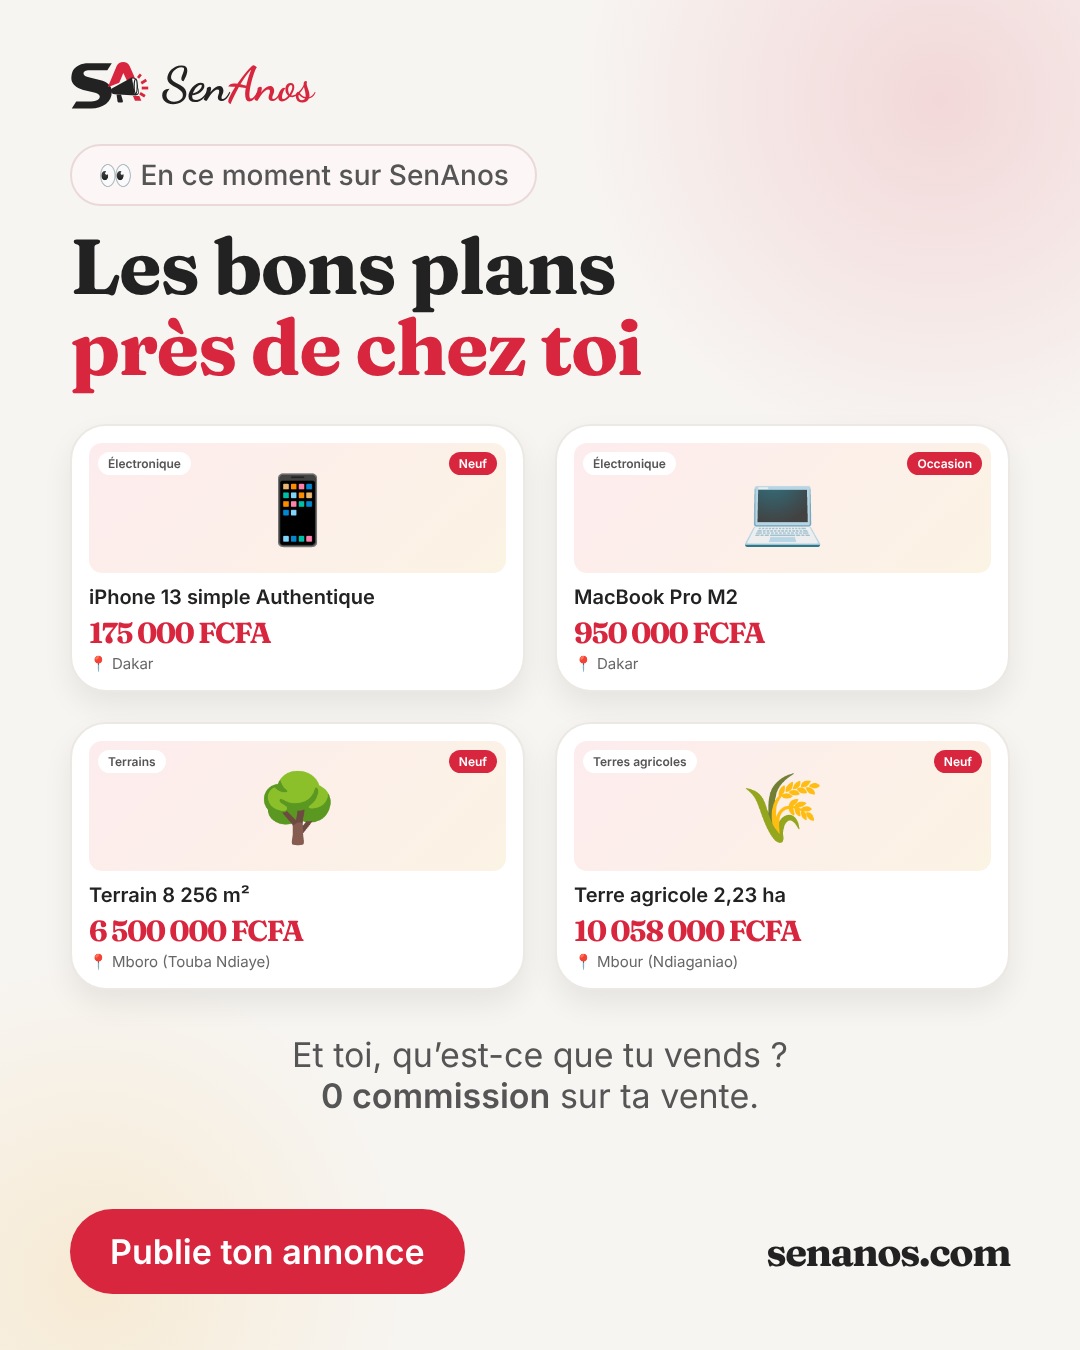 SA SenAnos
👀 En ce moment sur SenAnos
Les bons plans
près de chez toi
Électronique
Neuf
iPhone 13 simple Authentique
175 000 FCFA
📍 Dakar
Électronique
Occasion
MacBook Pro M2
950 000 FCFA
📍 Dakar
Terrains
Neuf
Terrain 8 256 m²
6 500 000 FCFA
📍 Mboro (Touba Ndiaye)
Terres agricoles
Neuf
Terre agricole 2,23 ha
10 058 000 FCFA
📍 Mbour (Ndiaganiao)
Et toi, qu’est-ce que tu vends ?
0 commission sur ta vente.
Publie ton annonce
senanos.com